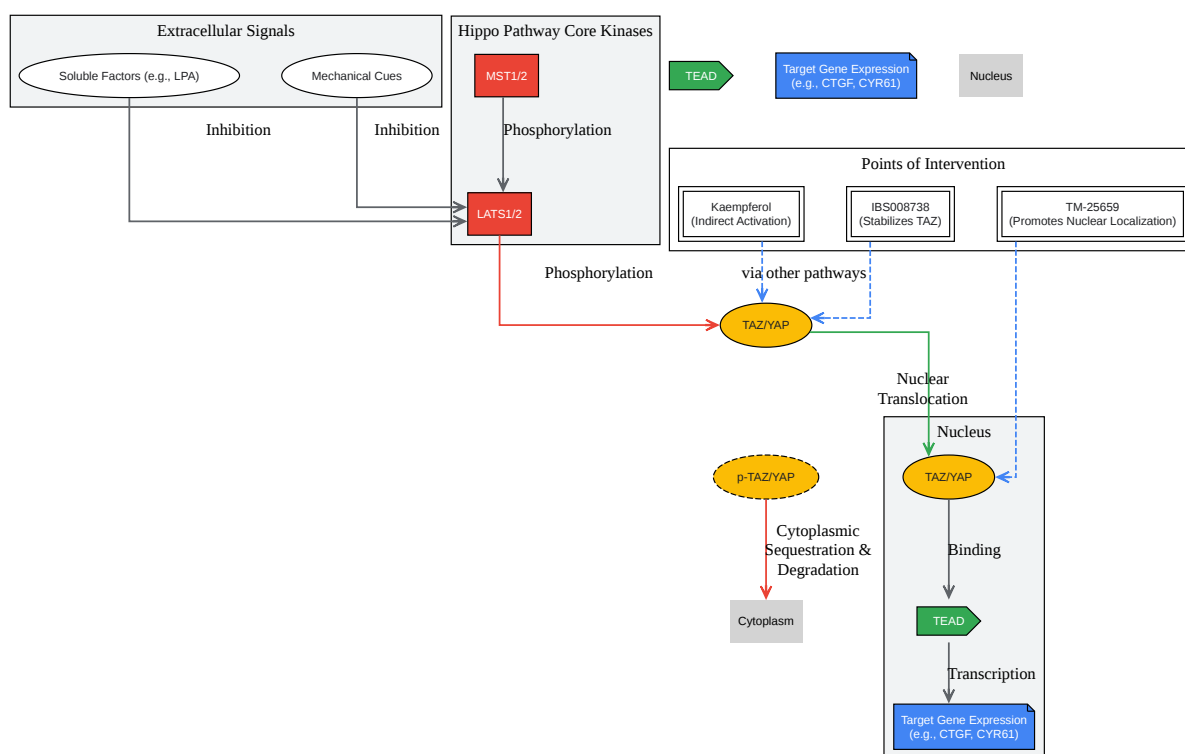 Extracellular Signals
Soluble Factors (e.g., LPA)
Mechanical Cues
Inhibition
Inhibition
Hippo Pathway Core Kinases
MST1/2
Phosphorylation
LATS1/2
TEAD
Target Gene Expression
(e.g., CTGF, CYR61)
Nucleus
Points of Intervention
Kaempferol
(Indirect Activation)
IBS008738
(Stabilizes TAZ)
TM-25659
(Promotes Nuclear Localization)
Phosphorylation
via other pathways
TAZ/YAP
Nuclear
Translocation
Nucleus
p-TAZ/YAP
TAZ/YAP
Cytoplasmic
Sequestration &
Degradation
Binding
Cytoplasm
TEAD
Transcription
Target Gene Expression
(e.g., CTGF, CYR61)